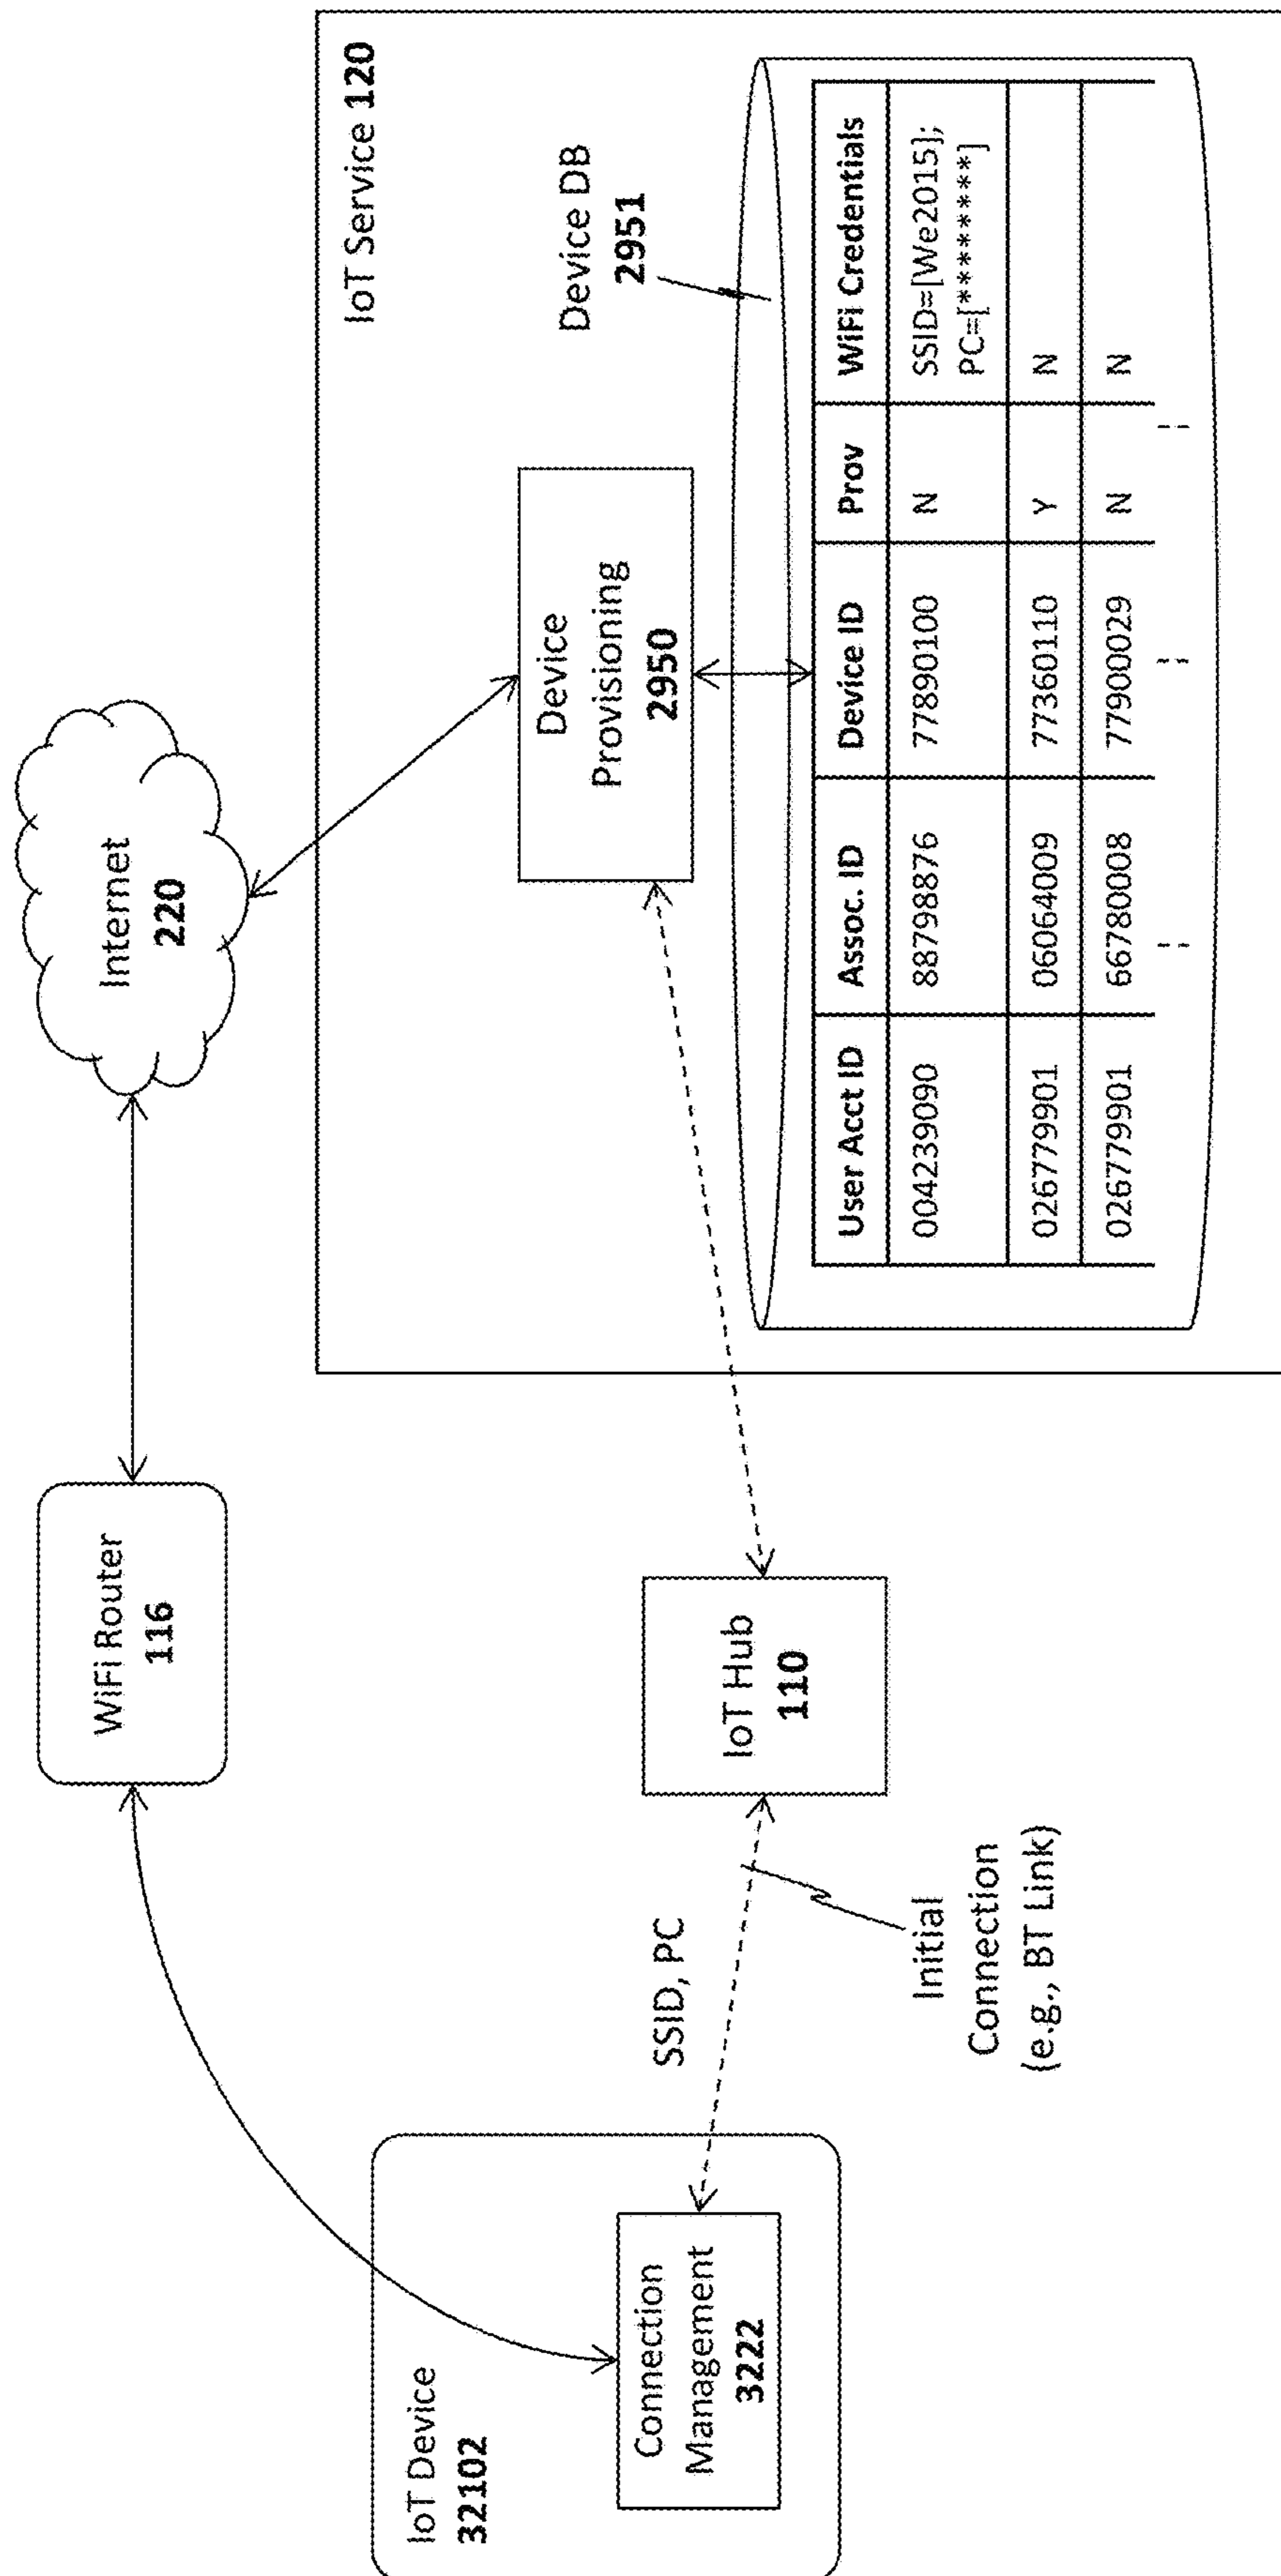 Internet
220
WiFi Router
116
IoT Device
32102
Connection
Management
3222
SSID, PC
Initial
Connection
(e.g., BT Link)
IoT Hub
110
IoT Service 120
Device
Provisioning
2950
Device DB
2951
User Acct ID Assoc. ID Device ID Prov WiFi Credentials
004239090 88798876 77890100 N SSID=[We2015];
PC=[*********]
026779901 06064009 77360110 Y N
026779901 66780008 77900029 N N